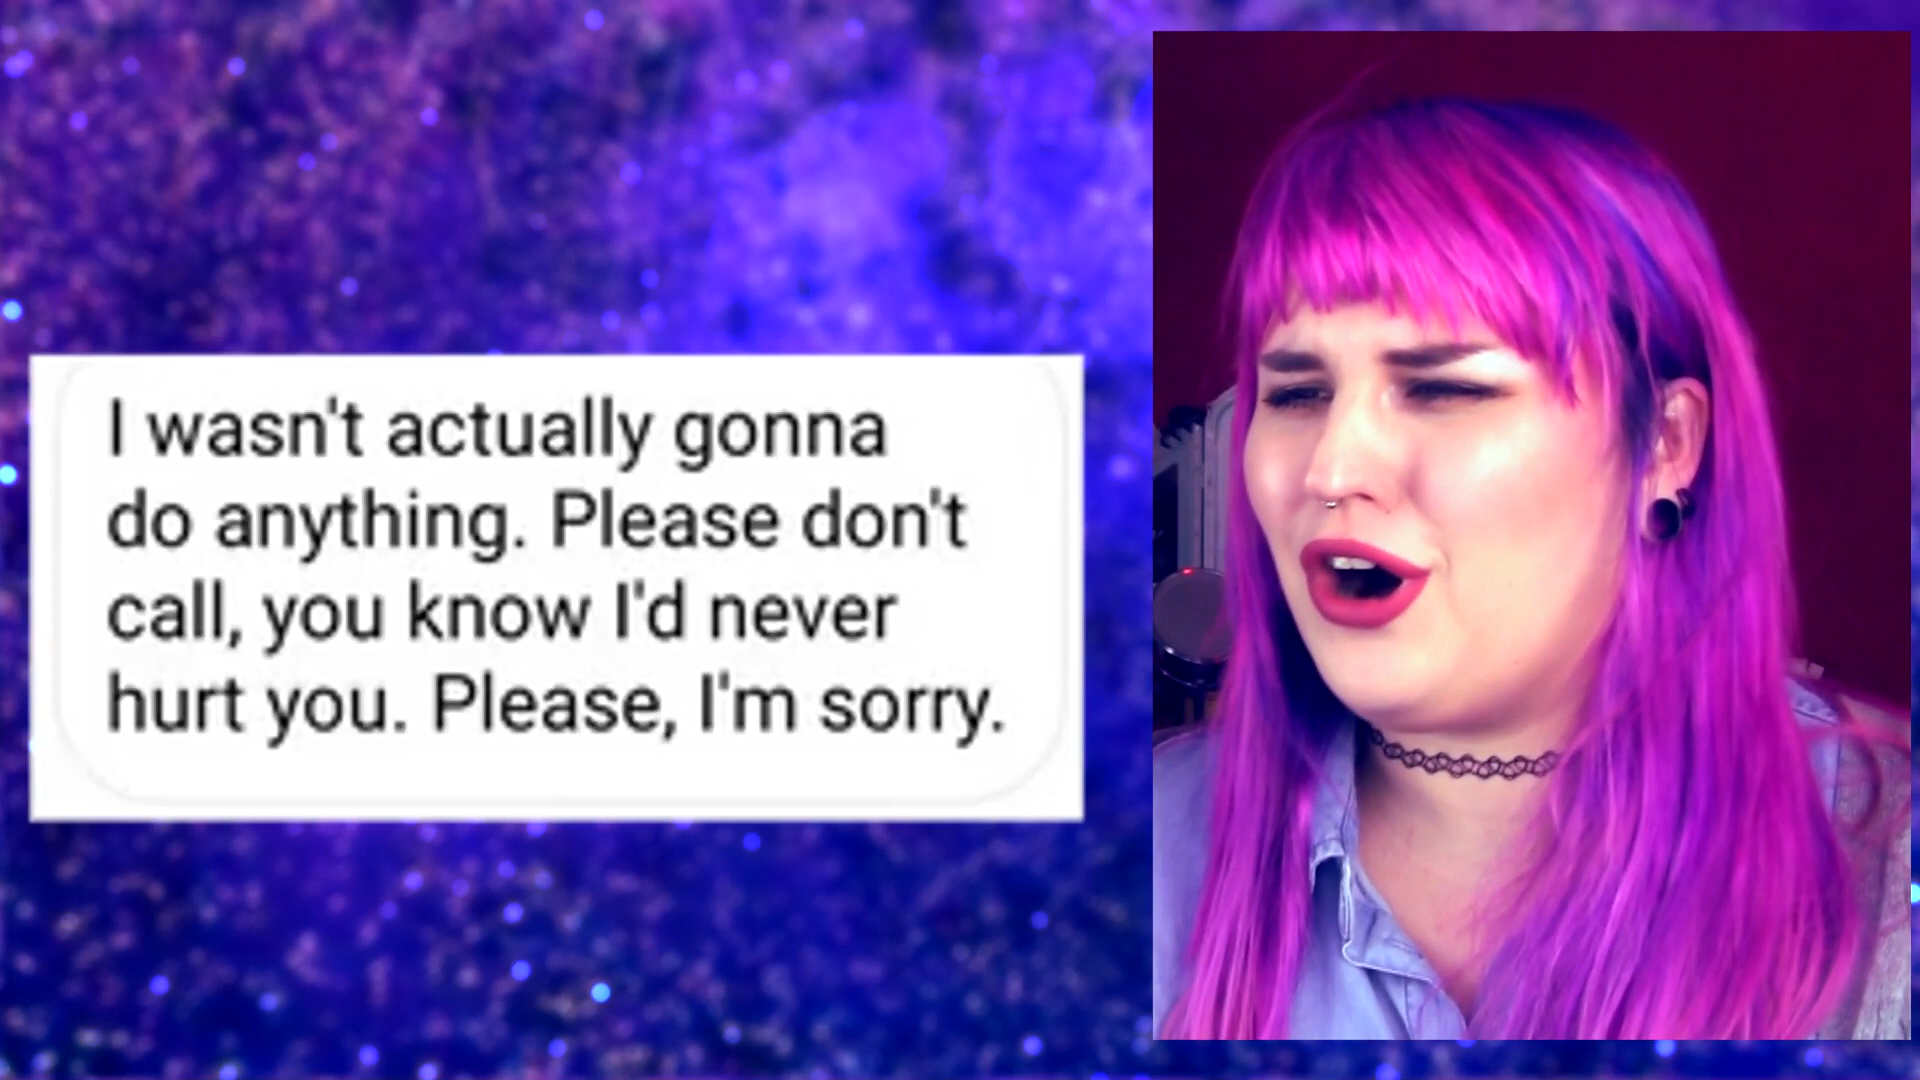 I wasn't actually gonna
do anything. Please don't
call, you know I'd never
hurt you. Please, I'm sorry.